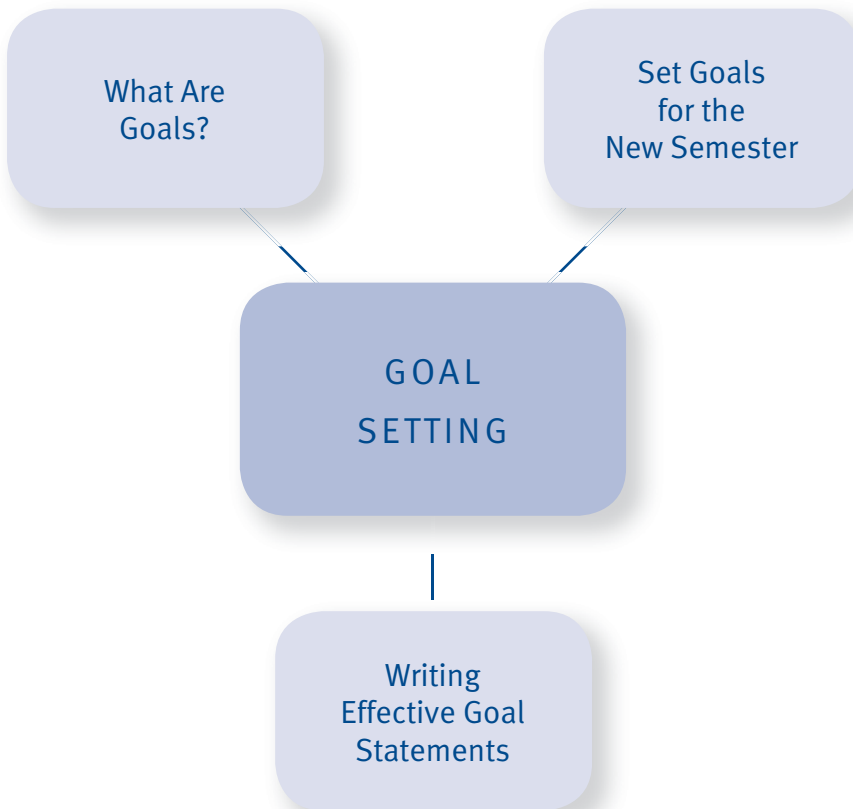 What Are
Goals?
Set Goals
for the
New Semester
GOAL
SETTING
Writing
Effective Goal
Statements